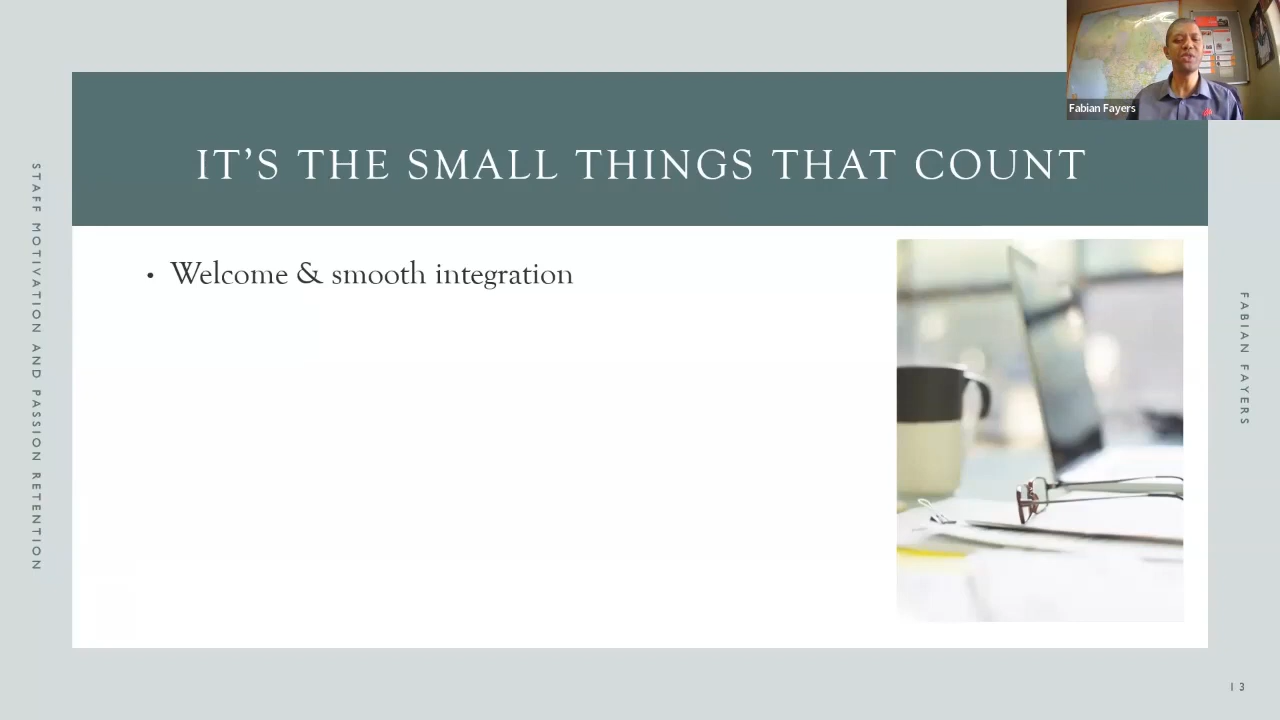 Fabian Fayers
IT'S THE SMALL THINGS THAT COUNT
• Welcome & smooth integration
STAFF MOTIVATION AND PASSION RETENTION
FABIAN FAYERS
13